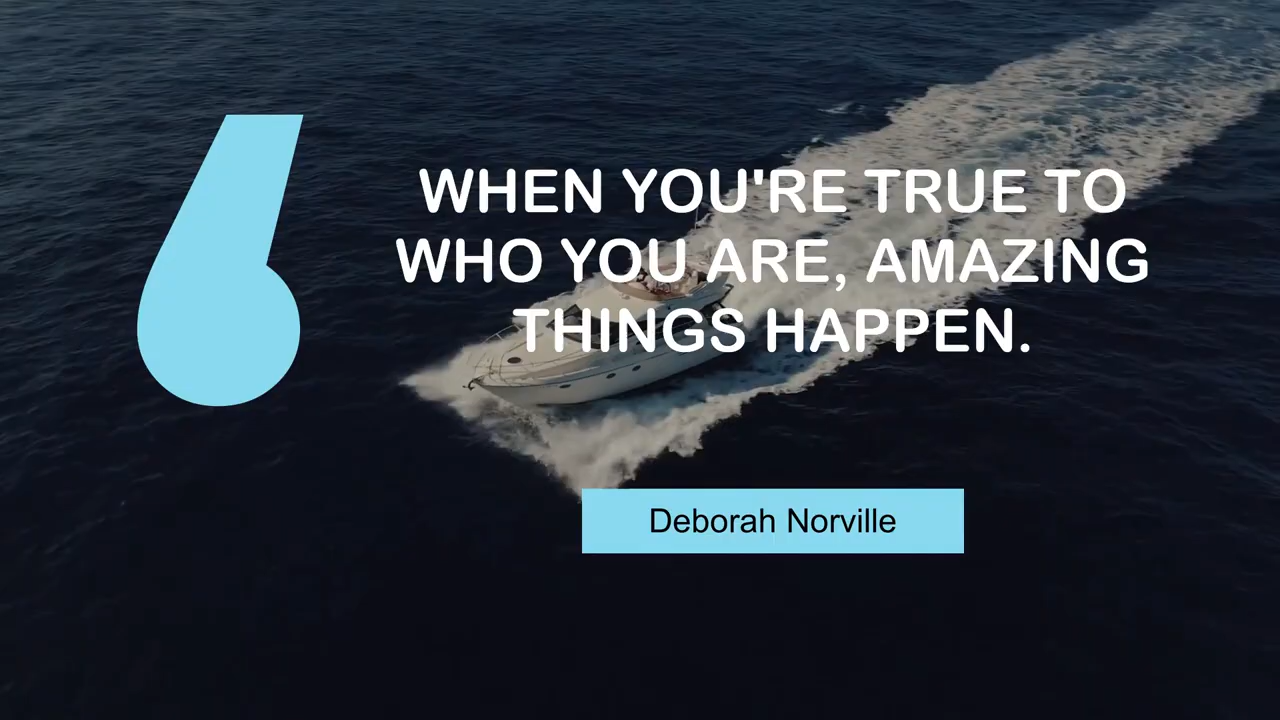 WHEN YOU'RE TRUE TO
WHO YOU ARE, AMAZING
THINGS HAPPEN.
Deborah Norville